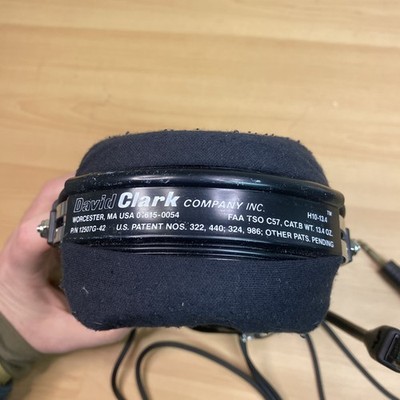 David Clark COMPANY INC. H10-13.4 ™
WORCESTER, MA USA 01615-0054 FAA TSO C57, CAT.B WT. 13.4 OZ.
P/N 12507G-42 U.S. PATENT NOS. 322, 440; 324, 986; OTHER PATS. PENDING